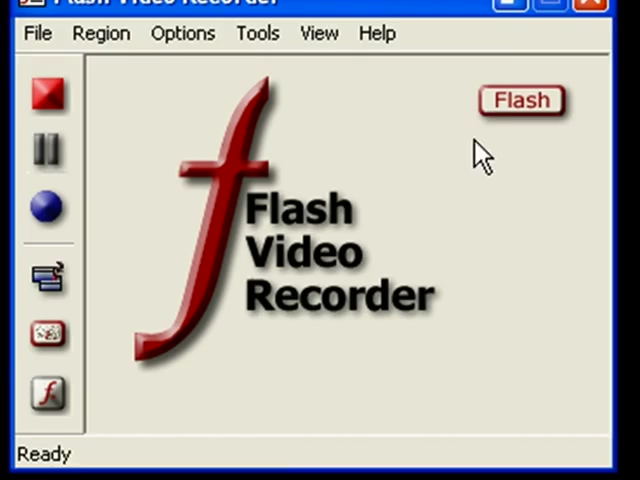 Flash Video Recorder
File Region Options Tools View Help
Flash
f
Flash
Video
Recorder
f
Ready